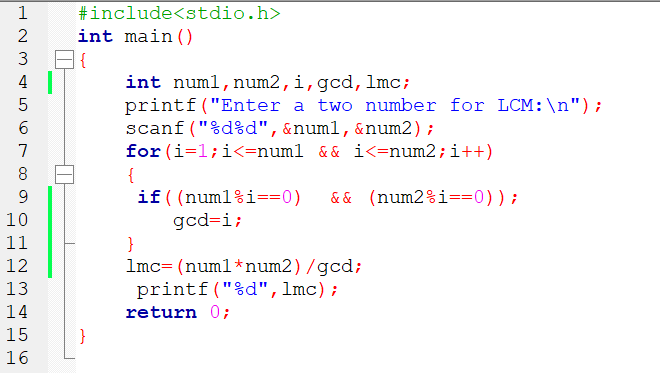 1 #include<stdio.h>
2 int main()
3 {
4 int num1,num2,i,gcd,lmc;
5 printf("Enter a two number for LCM:\n");
6 scanf("%d%d",&num1,&num2);
7 for(i=1;i<=num1 && i<=num2;i++)
8 {
9 if((num1%i==0)  && (num2%i==0));
10 gcd=i;
11 }
12 lmc=(num1*num2)/gcd;
13 printf("%d",lmc);
14 return 0;
15 }
16